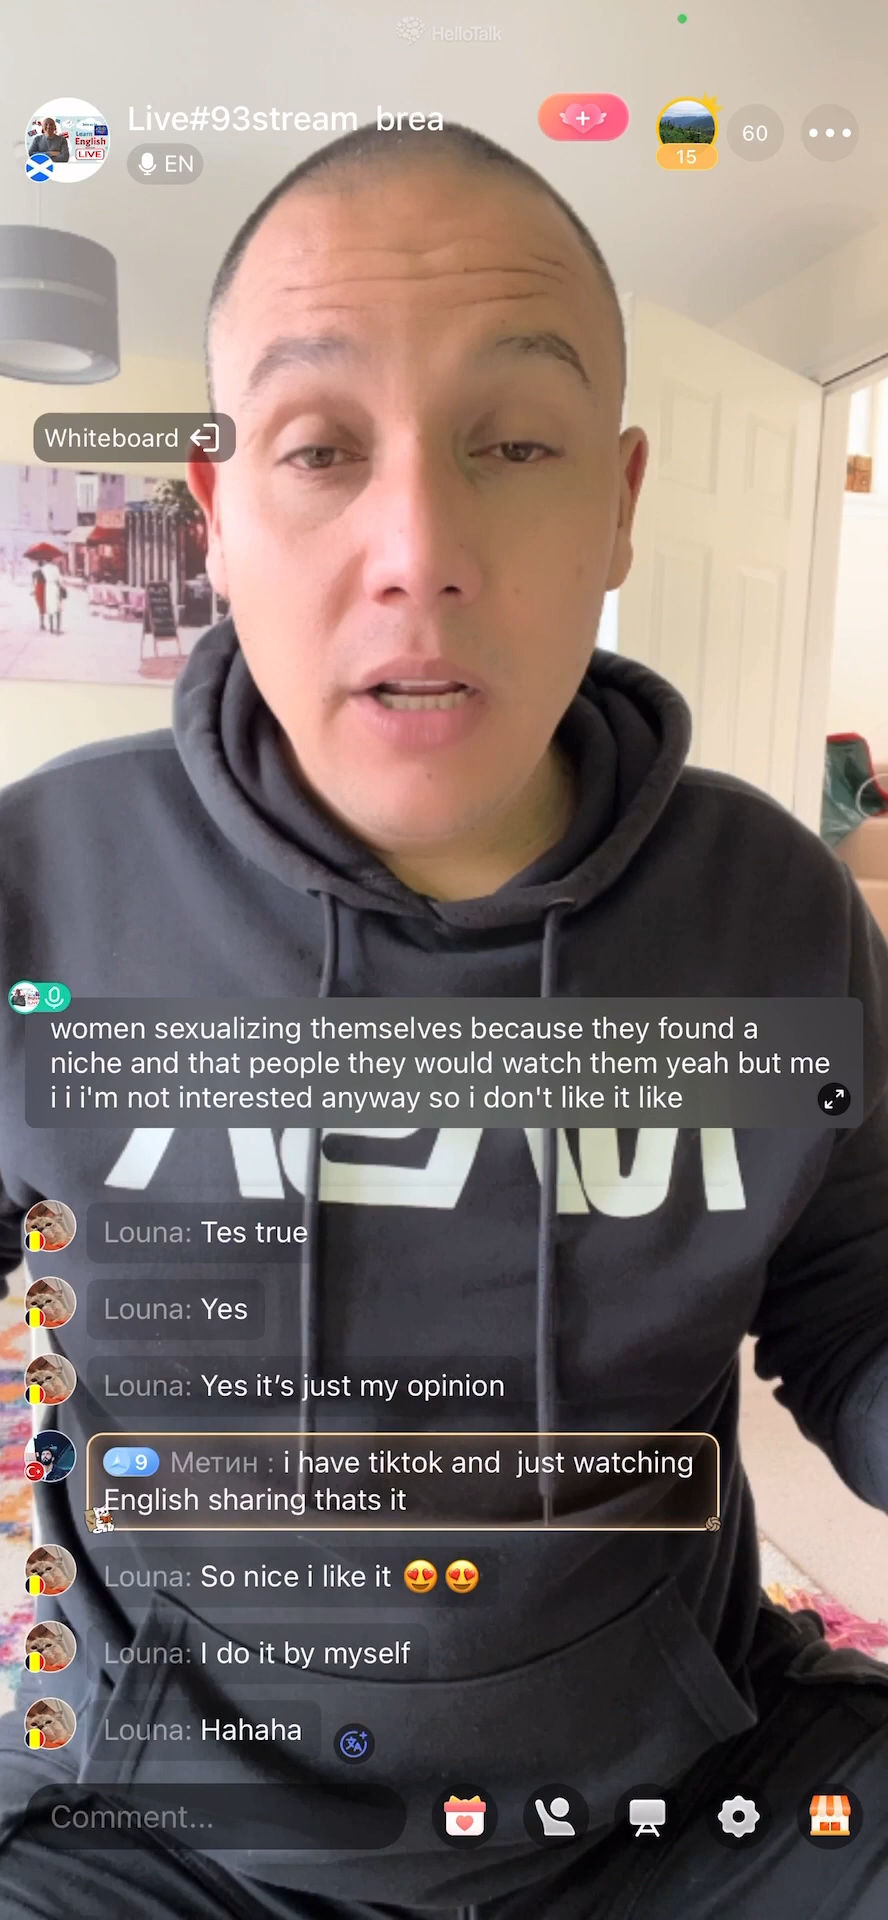 HelloTalk
Live#93stream brea
EN
15
60
Learn
English
LIVE
Whiteboard
women sexualizing themselves because they found a
niche and that people they would watch them yeah but me
i i i'm not interested anyway so i don't like it like
Louna: Tes true
Louna: Yes
Louna: Yes it's just my opinion
9 Метин : i have tiktok and just watching
English sharing thats it
Louna: So nice i like it 😍😍
Louna: I do it by myself
Louna: Hahaha
Comment...